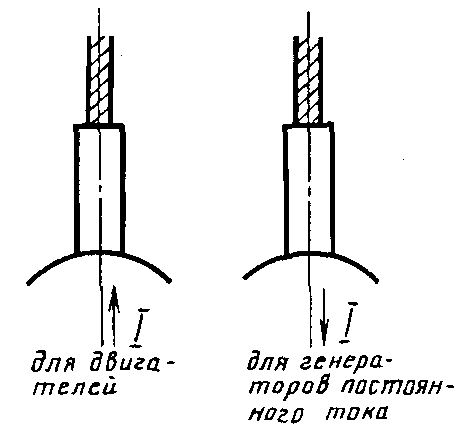 I
для двига-
телей
I
для генера-
торов постоян-
ного тока